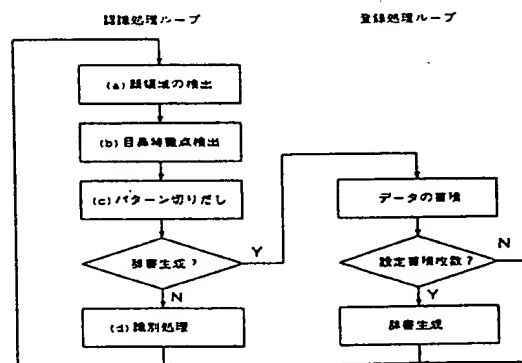 認識処理ループ
登録処理ループ
(a)顔領域の検出
(b)目鼻特徴点検出
(c)パターン切りだし
データの蓄積
辞書生成?
Y
設定蓄積枚数?
N
N
Y
(d)識別処理
辞書生成